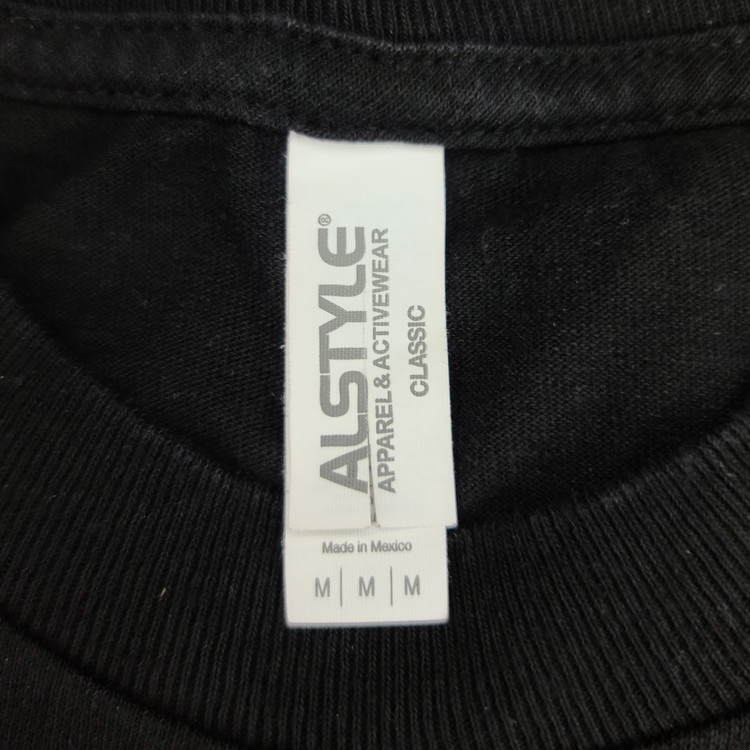 ALSTYLE®
APPAREL & ACTIVEWEAR
CLASSIC
Made in Mexico
M | M | M